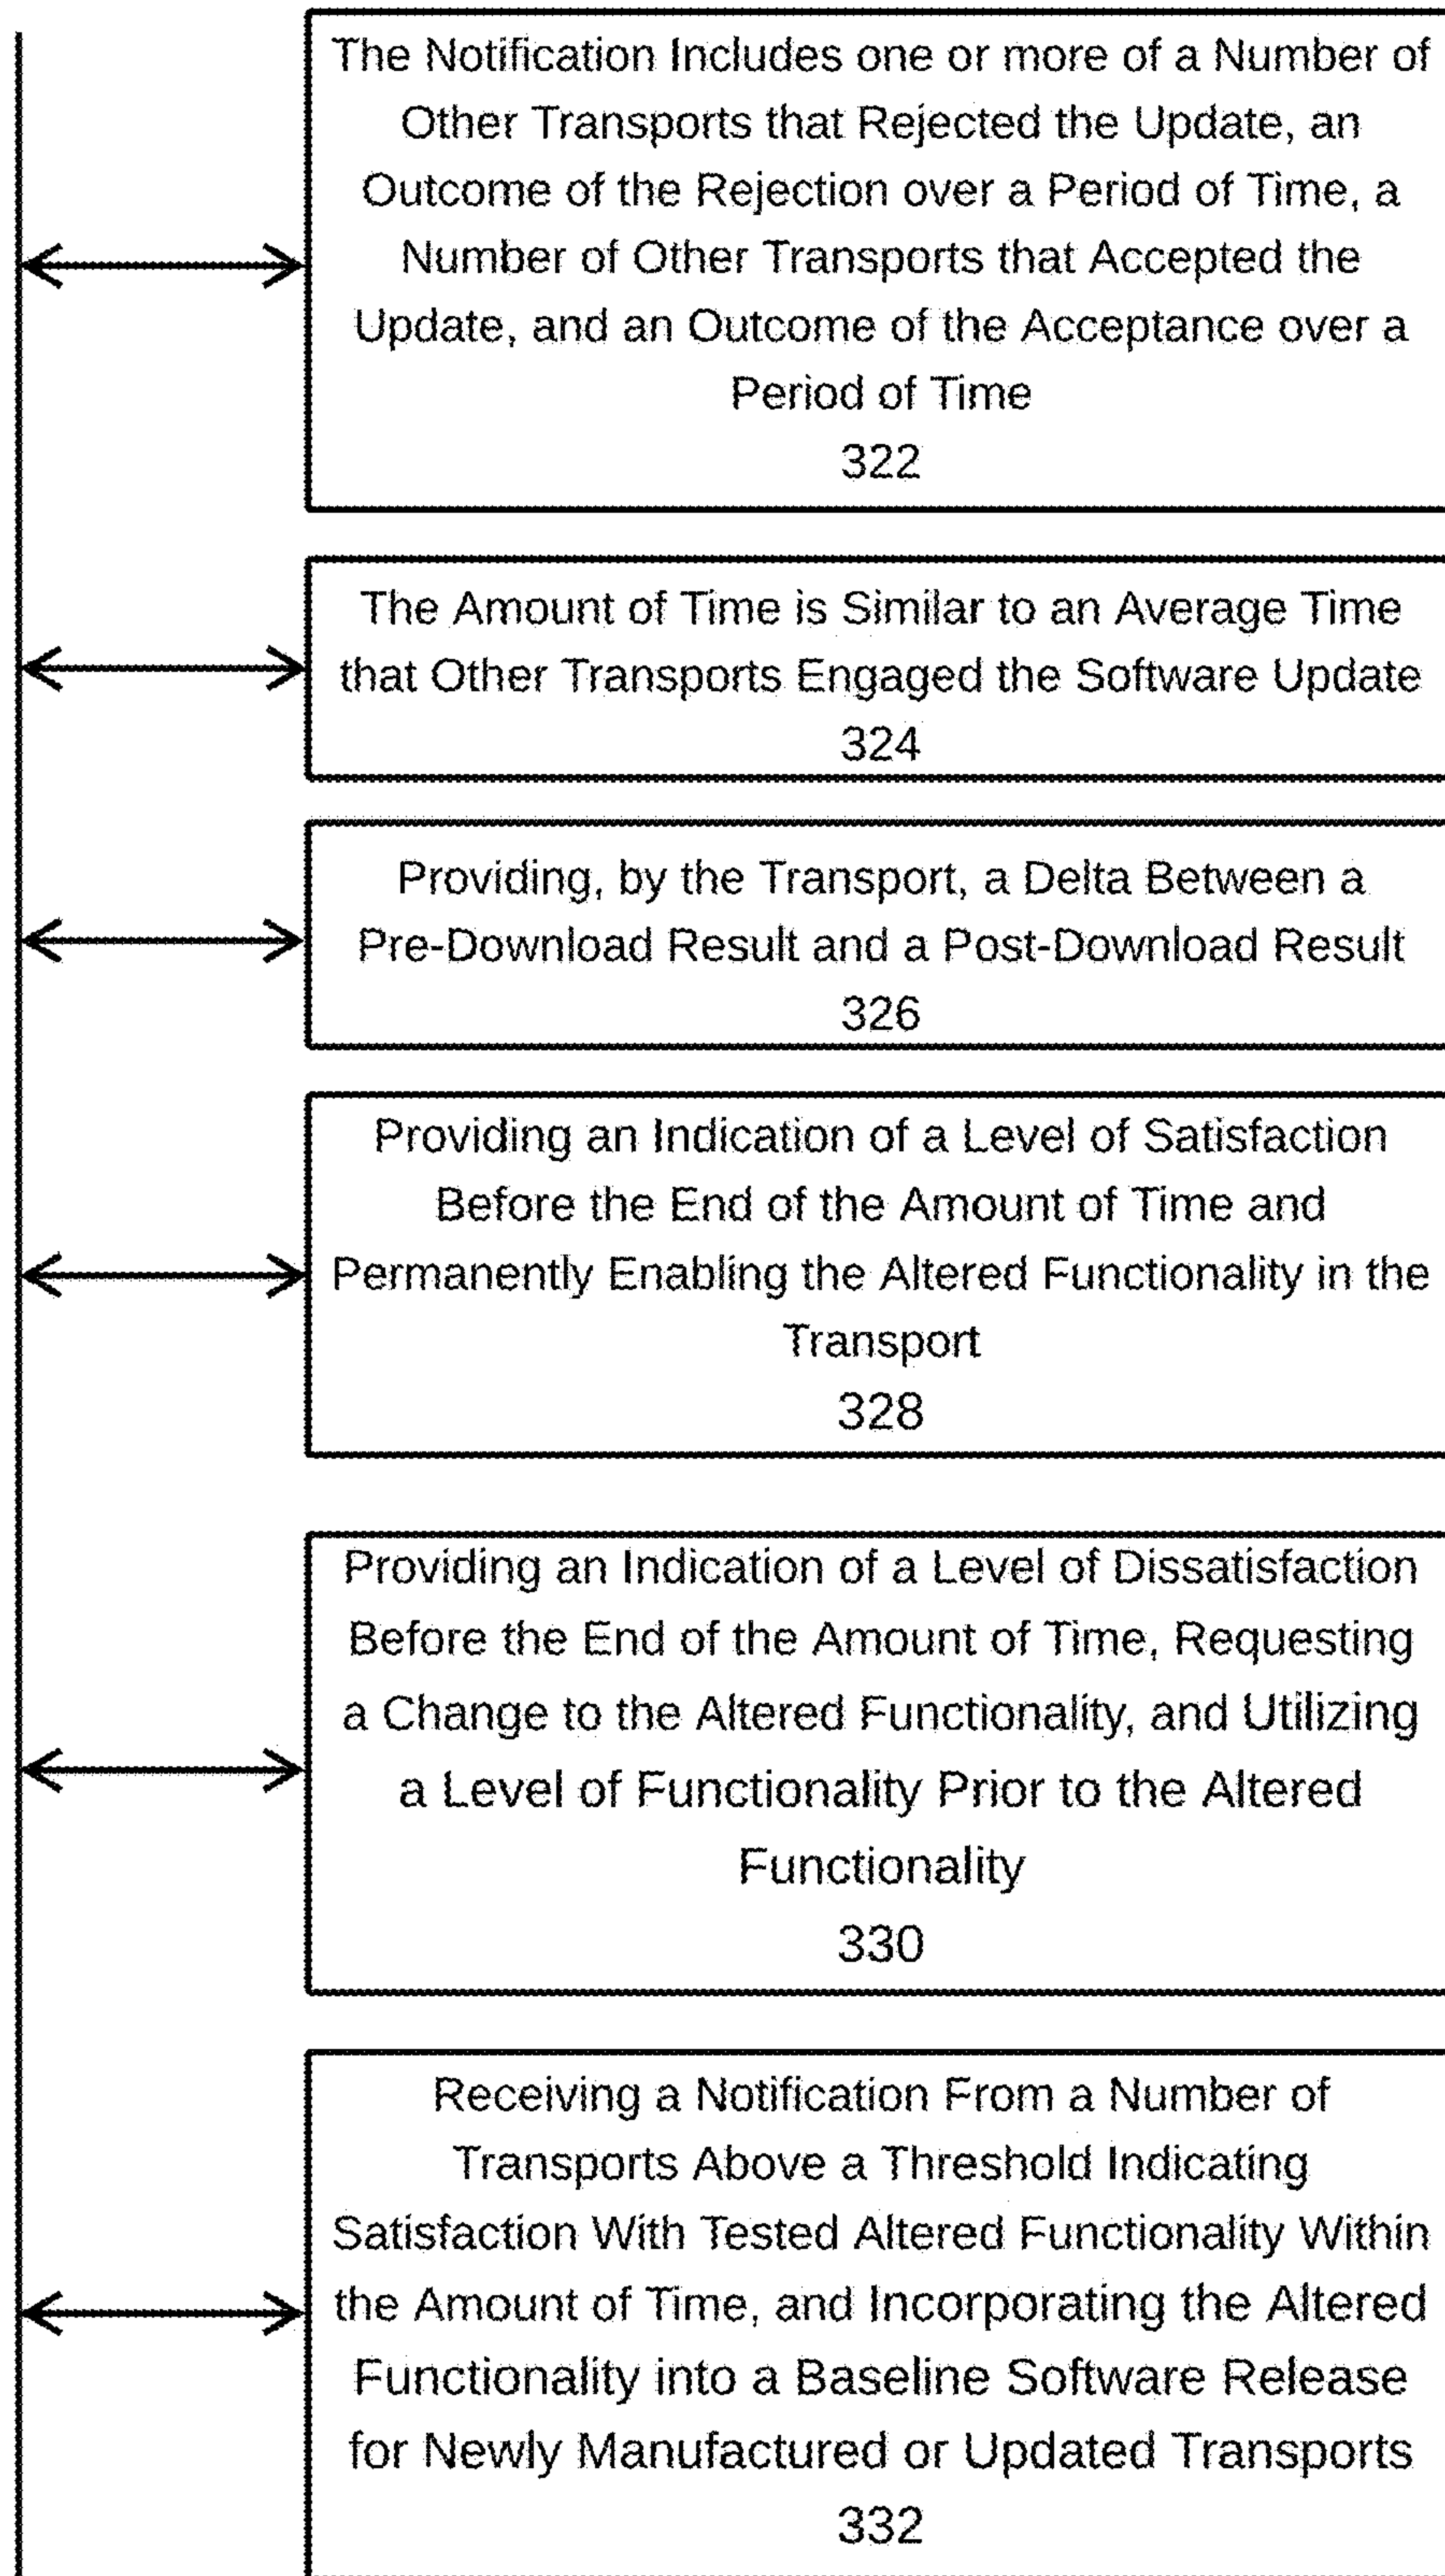 The Notification Includes one or more of a Number of
Other Transports that Rejected the Update, an
Outcome of the Rejection over a Period of Time, a
Number of Other Transports that Accepted the
Update, and an Outcome of the Acceptance over a
Period of Time
322
The Amount of Time is Similar to an Average Time
that Other Transports Engaged the Software Update
324
Providing, by the Transport, a Delta Between a
Pre-Download Result and a Post-Download Result
326
Providing an Indication of a Level of Satisfaction
Before the End of the Amount of Time and
Permanently Enabling the Altered Functionality in the
Transport
328
Providing an Indication of a Level of Dissatisfaction
Before the End of the Amount of Time, Requesting
a Change to the Altered Functionality, and Utilizing
a Level of Functionality Prior to the Altered
Functionality
330
Receiving a Notification From a Number of
Transports Above a Threshold Indicating
Satisfaction With Tested Altered Functionality Within
the Amount of Time, and Incorporating the Altered
Functionality into a Baseline Software Release
for Newly Manufactured or Updated Transports
332